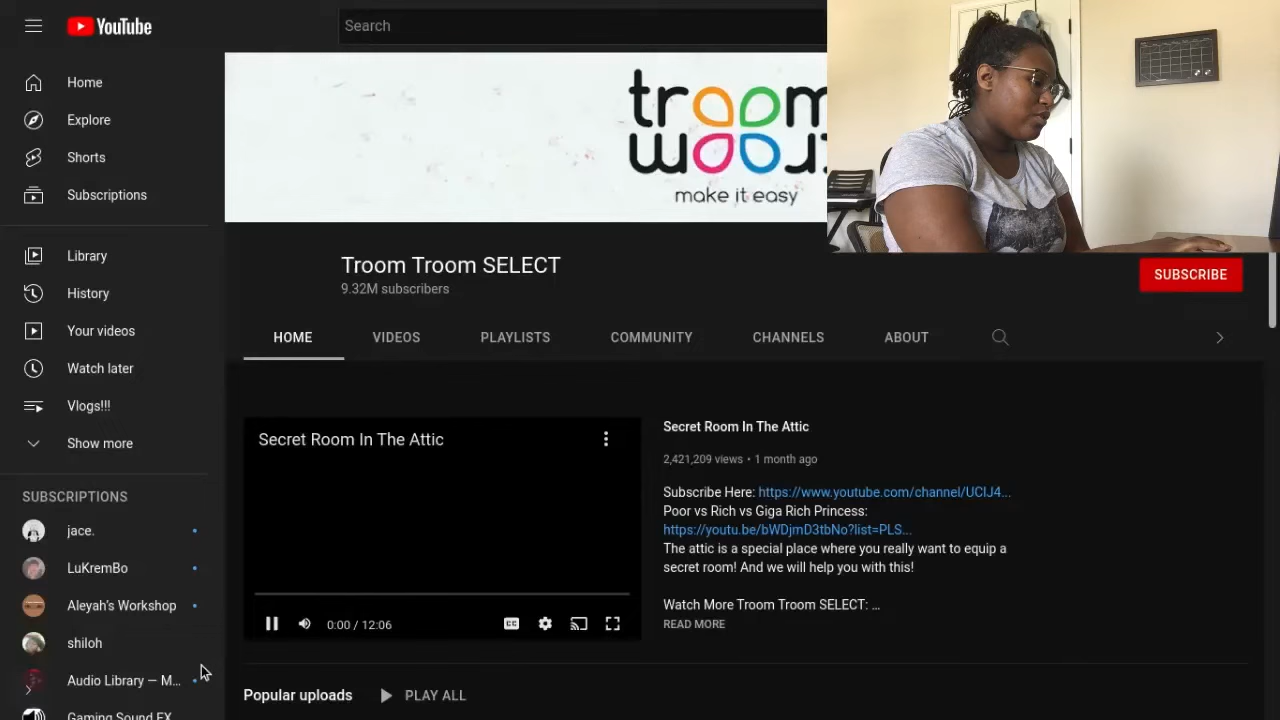 YouTube
Search
Home
Explore
Shorts
Subscriptions
Library
History
Your videos
Watch later
Vlogs!!!
Show more
SUBSCRIPTIONS
jace.
LuKremBo
Aleyah's Workshop
shiloh
Audio Library — M...
Gaming Sound FX
troom
make it easy
Troom Troom SELECT
9.32M subscribers
SUBSCRIBE
HOME
VIDEOS
PLAYLISTS
COMMUNITY
CHANNELS
ABOUT
Secret Room In The Attic
0:00 / 12:06
Secret Room In The Attic
2,421,209 views • 1 month ago
Subscribe Here: https://www.youtube.com/channel/UCIJ4...
Poor vs Rich vs Giga Rich Princess:
https://youtu.be/bWDjmD3tbNo?list=PLS...
The attic is a special place where you really want to equip a
secret room! And we will help you with this!
Watch More Troom Troom SELECT: ...
READ MORE
Popular uploads
PLAY ALL